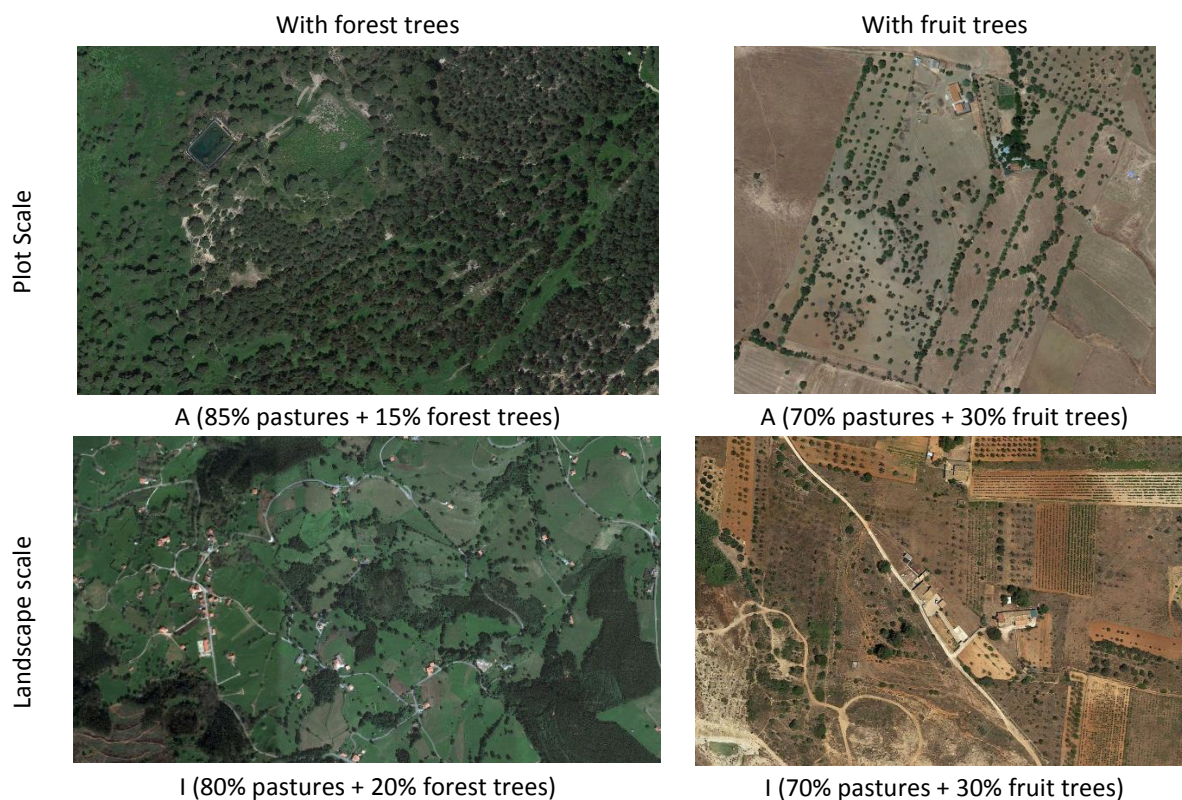 With forest trees
With fruit trees
Plot Scale
A (85% pastures + 15% forest trees)
A (70% pastures + 30% fruit trees)
Landscape scale
I (80% pastures + 20% forest trees)
I (70% pastures + 30% fruit trees)